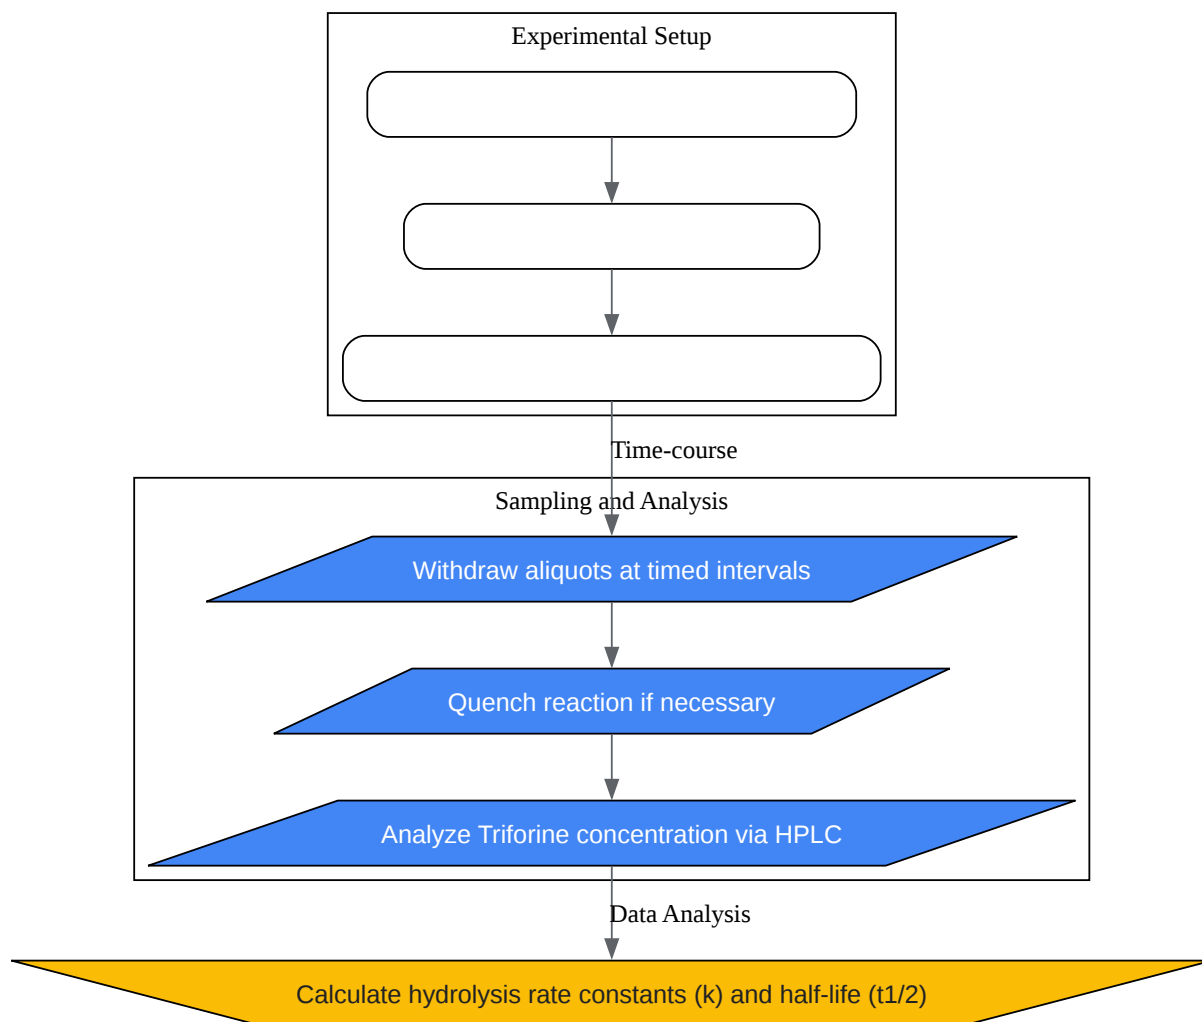 Experimental Setup
Time-course
Sampling and Analysis
Withdraw aliquots at timed intervals
Quench reaction if necessary
Analyze Triforine concentration via HPLC
Data Analysis
Calculate hydrolysis rate constants (k) and half-life (t1/2)